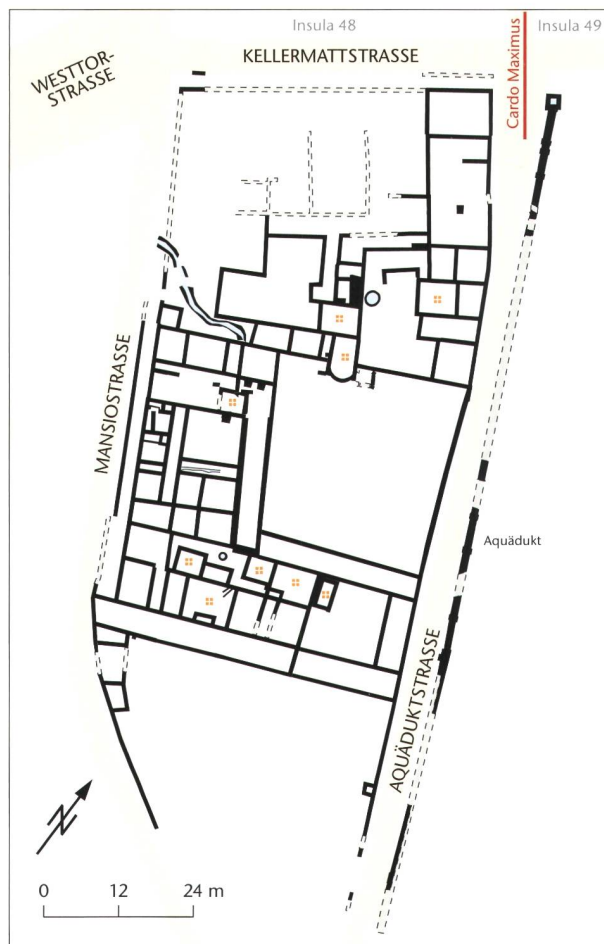 Insula 48
Insula 49
Cardo Maximus
KELLERMATTSTRASSE
WESTTOR-
STRASSE
MANSIOSTRASSE
Aquädukt
AQUÄDUKTSTRASSE
N
0 12 24 m